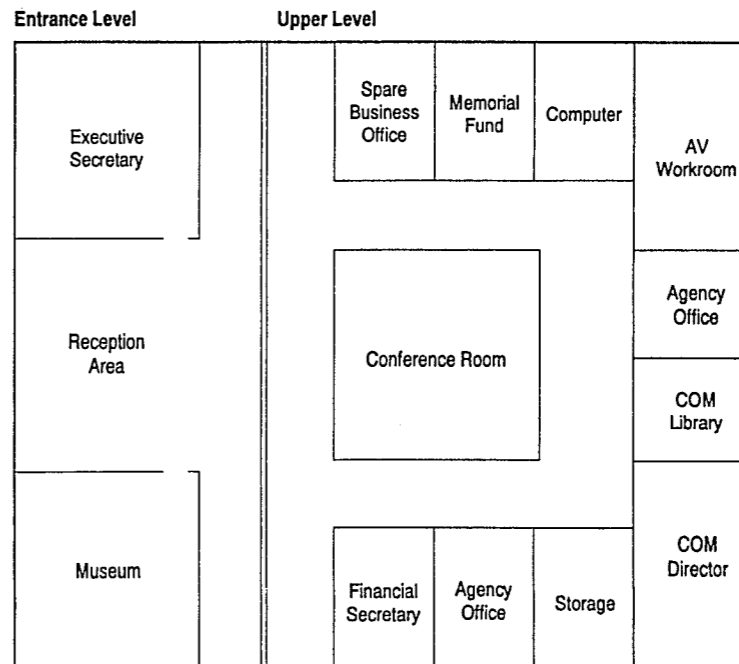 Entrance Level
Upper Level
Executive
Secretary
Spare
Business
Office
Memorial
Fund
Computer
AV
Workroom
Reception
Area
Conference Room
Agency
Office
COM
Library
Museum
Financial
Secretary
Agency
Office
Storage
COM
Director